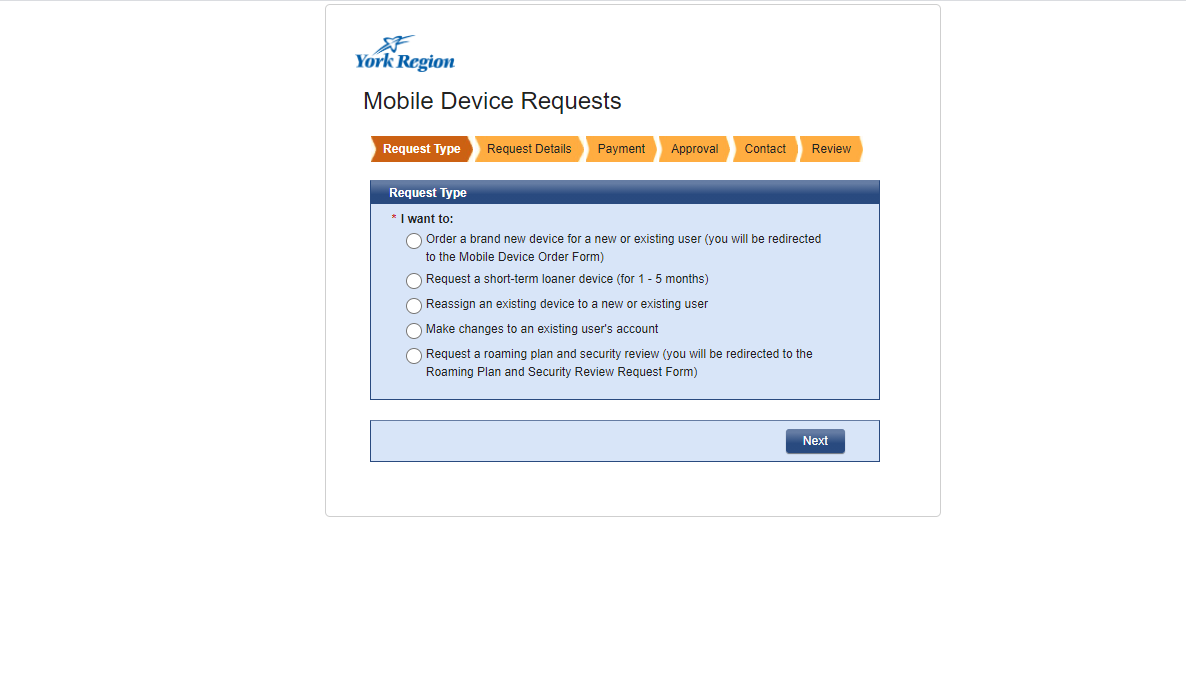 York Region
Mobile Device Requests
Request Type Request Details Payment Approval Contact Review
Request Type
* I want to:
Order a brand new device for a new or existing user (you will be redirected
to the Mobile Device Order Form)
Request a short-term loaner device (for 1 - 5 months)
Reassign an existing device to a new or existing user
Make changes to an existing user's account
Request a roaming plan and security review (you will be redirected to the
Roaming Plan and Security Review Request Form)
Next